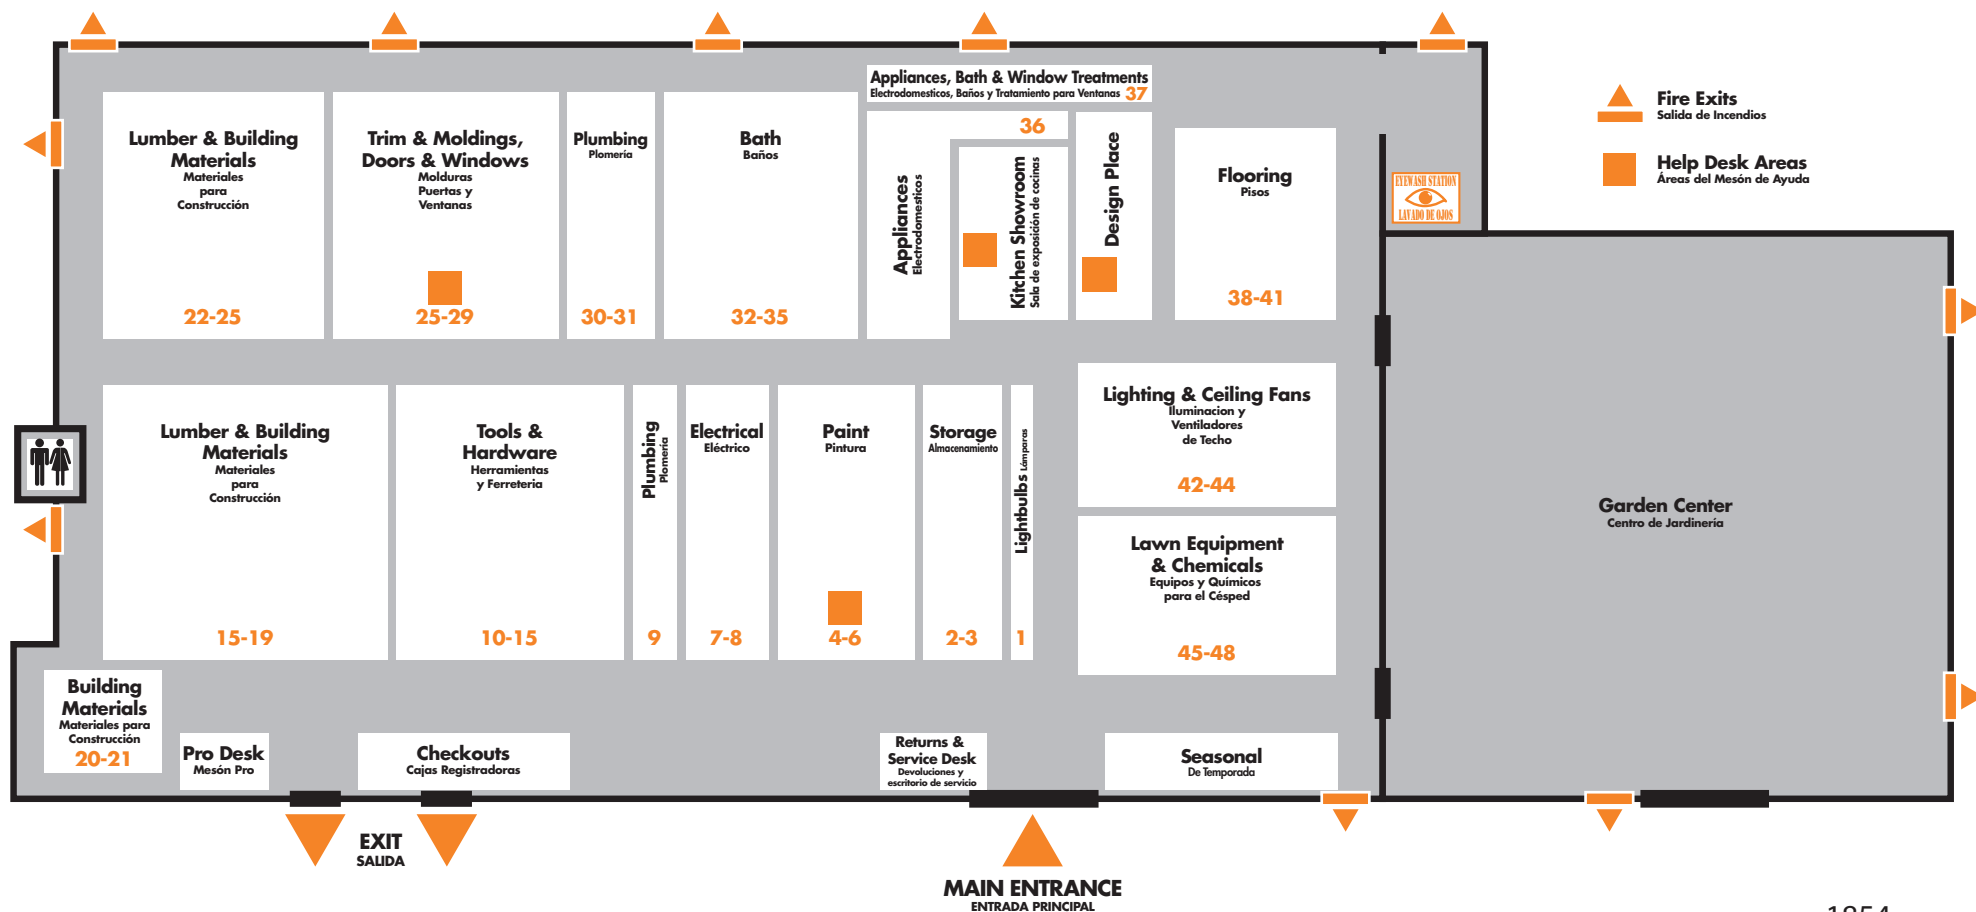 Appliances, Bath & Window Treatments
Electrodomesticos, Baños y Tratamiento para Ventanas 37
Fire Exits
Salida de Incendios
Help Desk Areas
Áreas del Mesón de Ayuda
Lumber & Building
Materials
Materiales
para
Construcción
22-25
Trim & Moldings,
Doors & Windows
Molduras
Puertas y
Ventanas
25-29
Plumbing
Plomería
30-31
Bath
Baños
32-35
Appliances
Electrodomesticos
36
Kitchen Showroom
Sala de exposición de cocinas
Design Place
Flooring
Pisos
38-41
EYEWASH STATION
LAVADO DE OJOS
Lumber & Building
Materials
Materiales
para
Construcción
15-19
Tools &
Hardware
Herramientas
y Ferreteria
10-15
Plumbing
Plomería
9
Electrical
Eléctrico
7-8
Paint
Pintura
4-6
Storage
Almacenamiento
2-3
Lightbulbs Lámparas
1
Lighting & Ceiling Fans
Iluminacion y
Ventiladores
de Techo
42-44
Lawn Equipment
& Chemicals
Equipos y Químicos
para el Césped
45-48
Garden Center
Centro de Jardinería
Building
Materials
Materiales para
Construcción
20-21
Pro Desk
Mesón Pro
Checkouts
Cajas Registradoras
Returns &
Service Desk
Devoluciones y
escritorio de servicio
Seasonal
De Temporada
EXIT
SALIDA
MAIN ENTRANCE
ENTRADA PRINCIPAL
1854